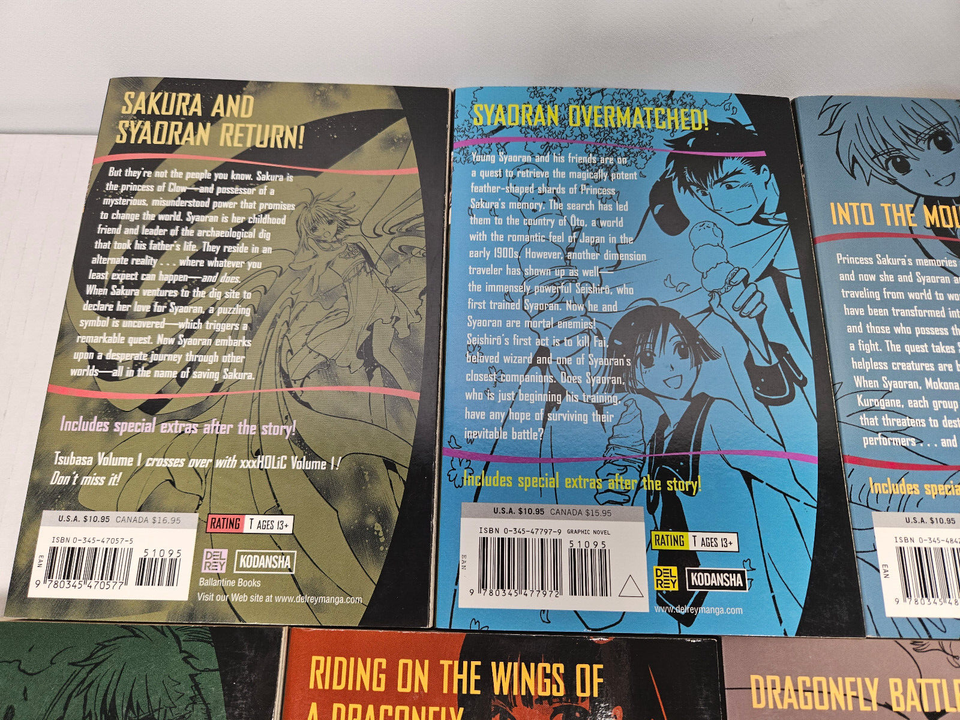 SAKURA AND
SYAORAN RETURN!
But they're not the people you know. Sakura is
the princess of Clow—and possessor of a
mysterious, misunderstood power that promises
to change the world. Syaoran is her childhood
friend and leader of the archaeological dig
that took his father's life. They reside in an
alternate reality . . . where whatever you
least expect can happen—and does.
When Sakura ventures to the dig site to
declare her love for Syaoran, a puzzling
symbol is uncovered—which triggers a
remarkable quest. Now Syaoran embarks
upon a desperate journey through other
worlds—all in the name of saving Sakura.
Includes special extras after the story!
Tsubasa Volume 1 crosses over with xxxHOLiC Volume 1!
Don't miss it!
U.S.A. $10.95 CANADA $16.95
ISBN 0-345-47057-5
51095
EAN
9 780345 470577
RATING T AGES 13+
DEL
REY
KODANSHA
Ballantine Books
Visit our Web site at www.delreymanga.com
SYAORAN OVERMATCHED!
Young Syaoran and his friends are on
a quest to retrieve the magically potent
feather-shaped shards of Princess
Sakura's memory. The search has led
them to the country of Oto, a world
with the romantic feel of Japan in the
early 1900s. However, another dimension
traveler has shown up as well—
the immensely powerful Seishirô, who
first trained Syaoran. Now he and
Syaoran are mortal enemies!
Seishirô's first act is to kill Fai,
beloved wizard and one of Syaoran's
closest companions. Does Syaoran,
who is just beginning his training,
have any hope of surviving their
inevitable battle?
Includes special extras after the story!
U.S.A. $10.95 CANADA $15.95
ISBN 0-345-47797-9 GRAPHIC NOVEL
51095
EAN
9 780345 477972
RATING T AGES 13+
DEL
REY
KODANSHA
www.delreymanga.com
INTO THE
Princess Sakura's memories
and now she and Syaoran
traveling from world to
have been transformed
and those who possess
a fight. The quest takes
helpless creatures are
When Syaoran, Mokona
Kurogane, each group
that threatens to
performers . . . and
Includes
U.S.A. $10.95
ISBN 0-345-
EAN
9 780345
RIDING ON THE WINGS OF
A DRAGONFLY
DRAGONFLY